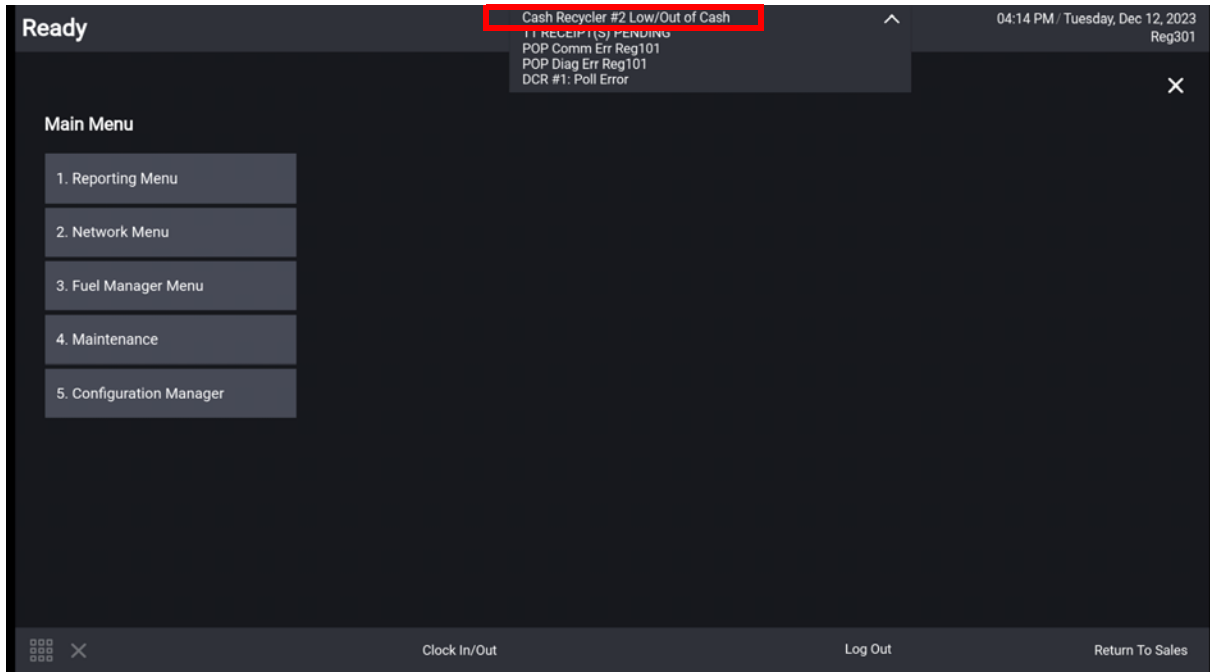 Ready
Cash Recycler #2 Low/Out of Cash
11 RECEIPT(S) PENDING
POP Comm Err Reg101
POP Diag Err Reg101
DCR #1: Poll Error
04:14 PM / Tuesday, Dec 12, 2023
Reg301
Main Menu
1. Reporting Menu
2. Network Menu
3. Fuel Manager Menu
4. Maintenance
5. Configuration Manager
Clock In/Out
Log Out
Return To Sales